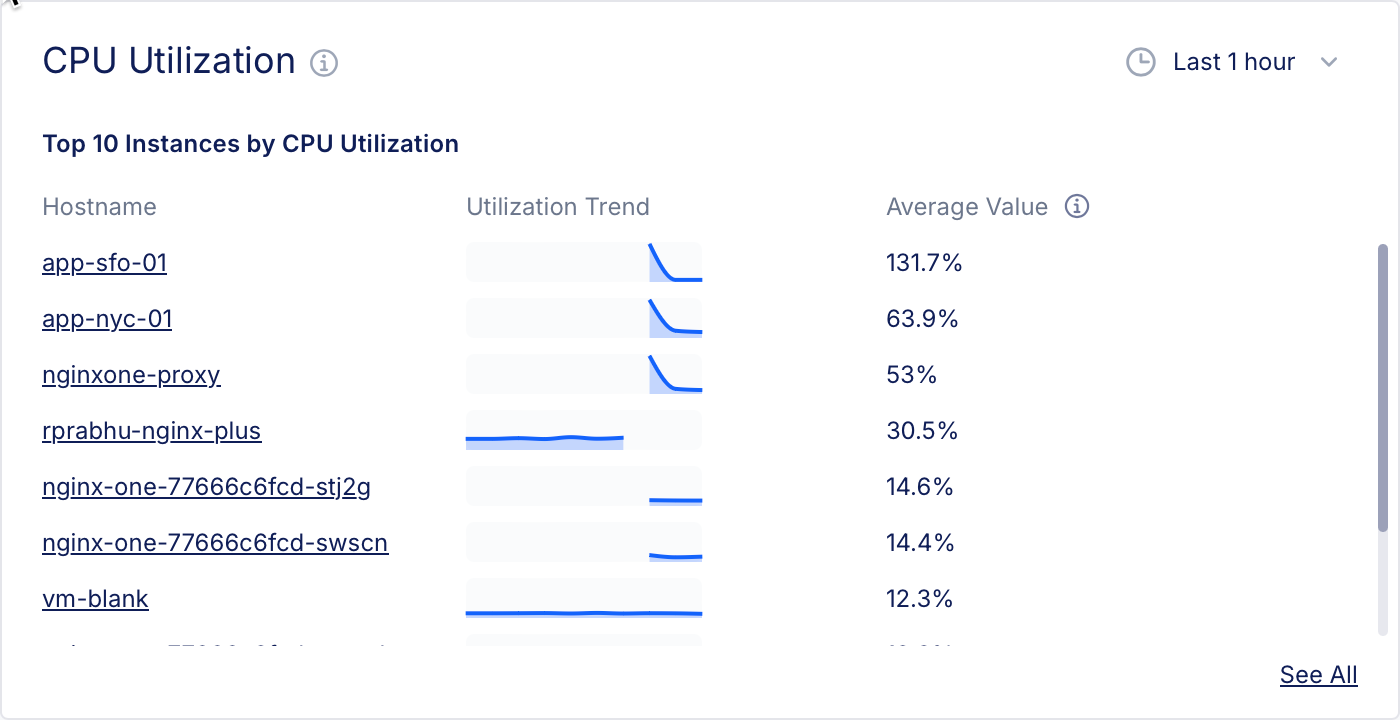 CPU Utilization
Last 1 hour
Top 10 Instances by CPU Utilization
Hostname Utilization Trend Average Value
app-sfo-01 131.7%
app-nyc-01 63.9%
nginxone-proxy 53%
rprabhu-nginx-plus 30.5%
nginx-one-77666c6fcd-stj2g 14.6%
nginx-one-77666c6fcd-swscn 14.4%
vm-blank 12.3%
See All